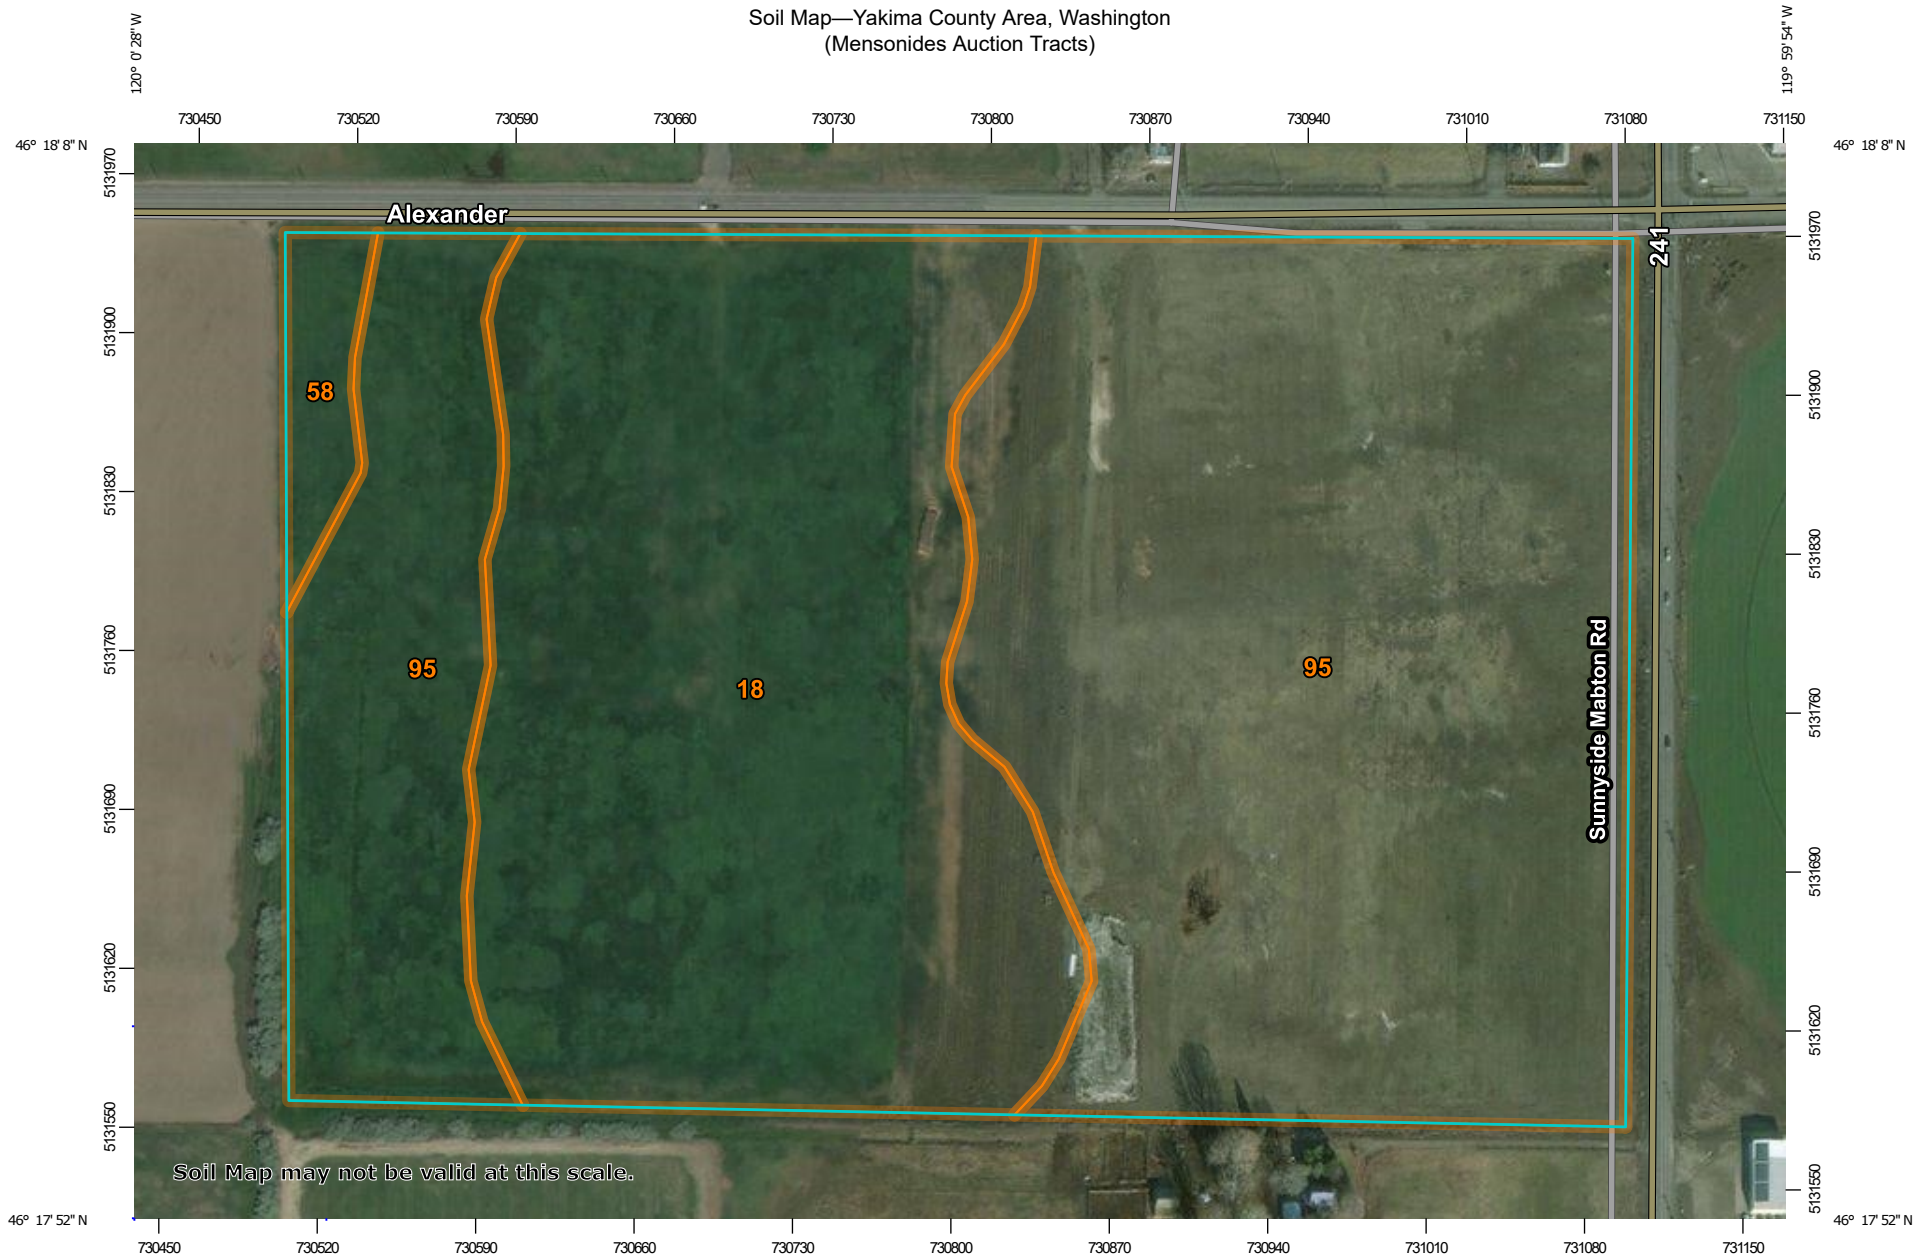 Soil Map—Yakima County Area, Washington
(Mensonides Auction Tracts)
120° 0' 28'' W
119° 59' 54'' W
730450 730520 730590 730660 730730 730800 730870 730940 731010 731080 731150
46° 18' 8'' N
46° 18' 8'' N
5131970
Alexander
241
5131970
5131900
58
5131900
5131830
5131830
5131760
95
18
95
Sunnyside Mabton Rd
5131760
5131690
5131690
5131620
5131620
5131550
5131550
Soil Map may not be valid at this scale.
46° 17' 52'' N
46° 17' 52'' N
730450 730520 730590 730660 730730 730800 730870 730940 731010 731080 731150